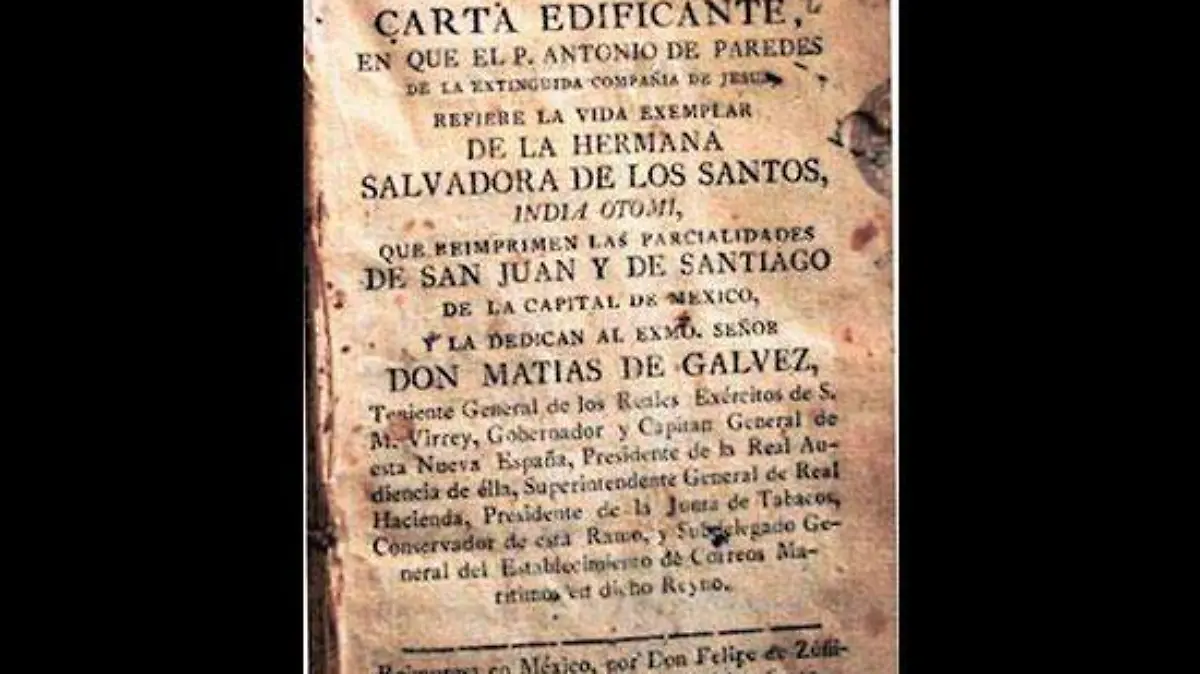 CARTA EDIFICANTE,
EN QUE EL P. ANTONIO DE PAREDES
DE LA EXTINGUIDA COMPAÑIA DE JESUS,
REFIERE LA VIDA EXEMPLAR
DE LA HERMANA
SALVADORA DE LOS SANTOS,
INDIA OTOMI,
QUE REIMPRIMEN LAS PARCIALIDADES
DE SAN JUAN Y DE SANTIAGO
DE LA CAPITAL DE MEXICO,
Y LA DEDICAN AL EXMO. SEÑOR
DON MATIAS DE GALVEZ,
Teniente General de los Reales Exércitos de S.
M. Virrey, Gobernador y Capitan General de
esta Nueva España, Presidente de la Real Au-
diencia de élla, Superintendente General de Real
Hacienda, Presidente de la Junta de Tabacos,
Conservador de este Ramo, y Subdelegado Ge-
neral del Establecimiento de Correos Ma-
ritimos en dicho Reyno.
Reimpresa en México, por Don Felipe de Zúñi-